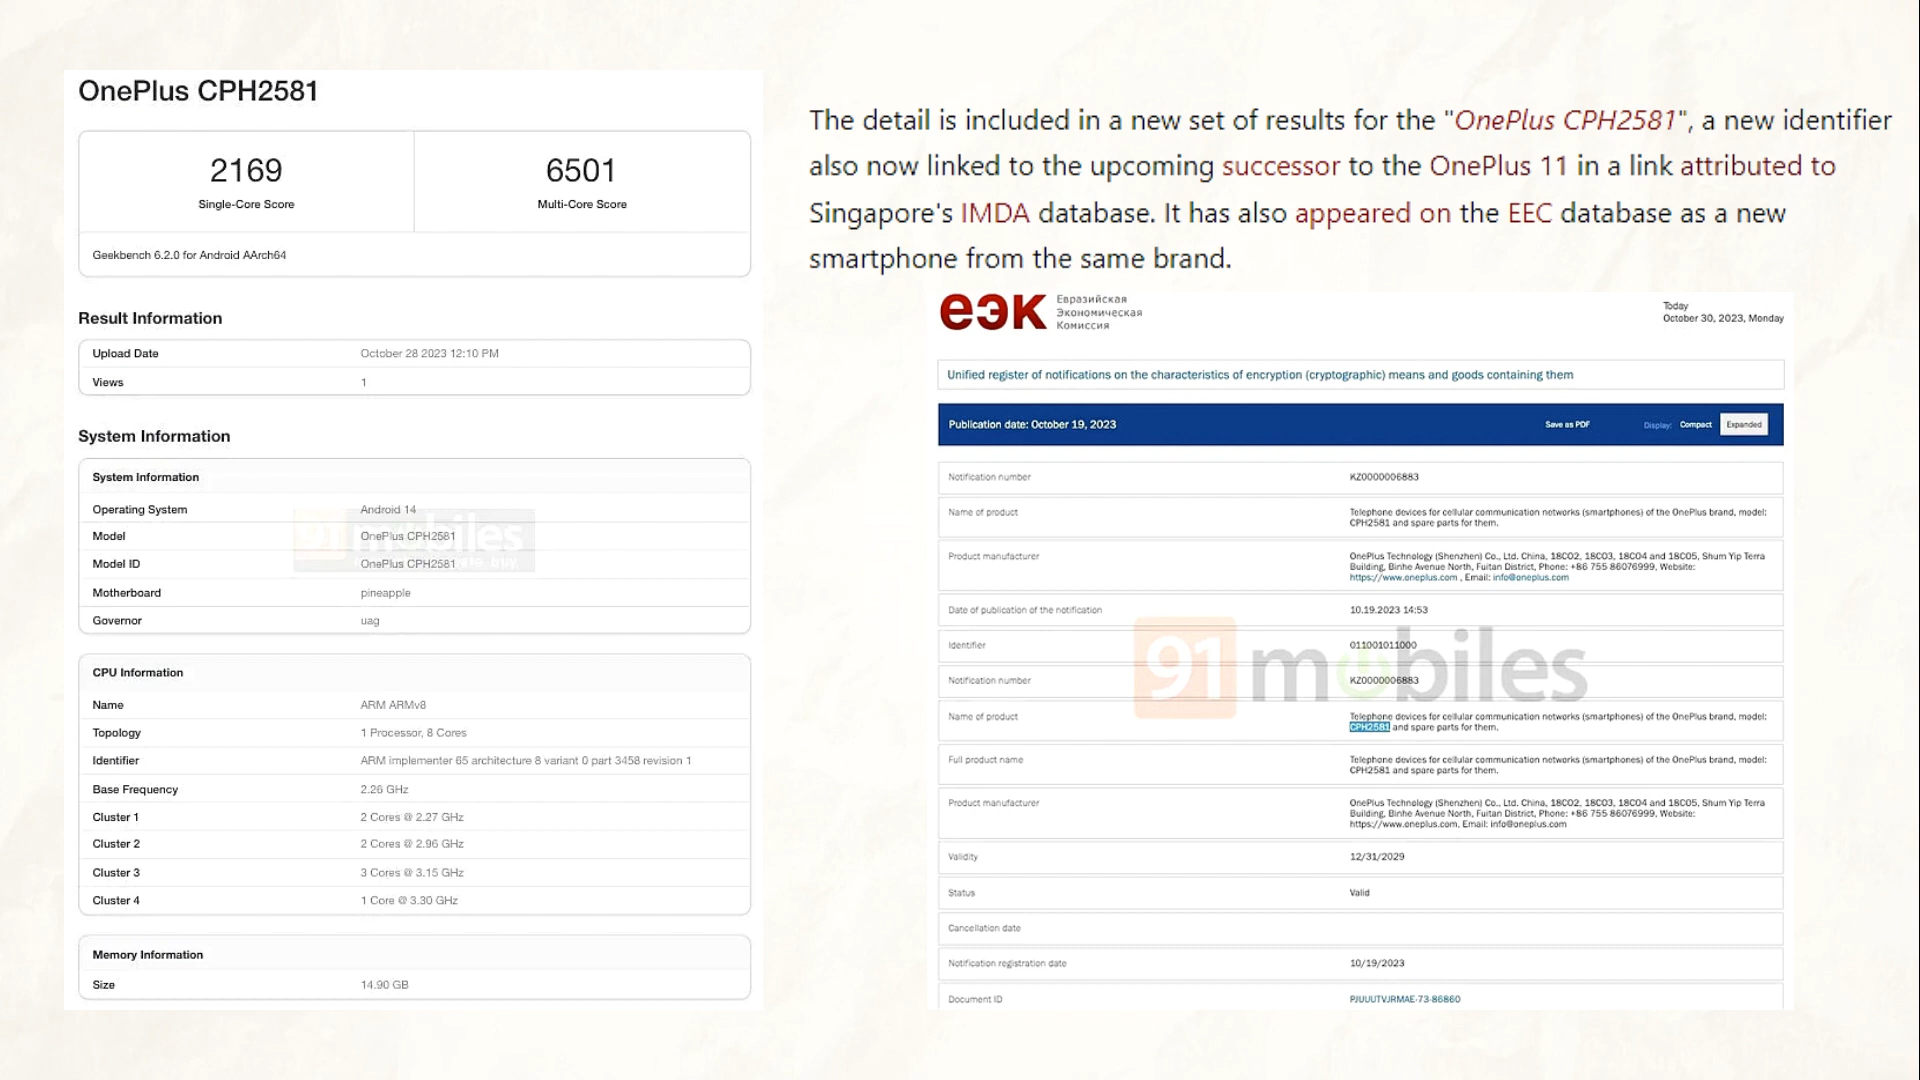 OnePlus CPH2581
2169
Single-Core Score
6501
Multi-Core Score
Geekbench 6.2.0 for Android AArch64
Result Information
Upload Date October 28 2023 12:10 PM
Views 1
System Information
System Information
Operating System Android 14
Model OnePlus CPH2581
Model ID OnePlus CPH2581
Motherboard pineapple
Governor uag
91mobiles
CPU Information
Name ARM ARMv8
Topology 1 Processor, 8 Cores
Identifier ARM implementer 65 architecture 8 variant 0 part 3458 revision 1
Base Frequency 2.26 GHz
Cluster 1 2 Cores @ 2.27 GHz
Cluster 2 2 Cores @ 2.96 GHz
Cluster 3 3 Cores @ 3.15 GHz
Cluster 4 1 Core @ 3.30 GHz
Memory Information
Size 14.90 GB
The detail is included in a new set of results for the "OnePlus CPH2581", a new identifier
also now linked to the upcoming successor to the OnePlus 11 in a link attributed to
Singapore's IMDA database. It has also appeared on the EEC database as a new
smartphone from the same brand.
еэк
Евразийская
Экономическая
Комиссия
Today
October 30, 2023, Monday
Unified register of notifications on the characteristics of encryption (cryptographic) means and goods containing them
Publication date: October 19, 2023 Save as PDF Display: Compact Expanded
Notification number KZ0000006883
Name of product Telephone devices for cellular communication networks (smartphones) of the OnePlus brand, model:
CPH2581 and spare parts for them.
Product manufacturer OnePlus Technology (Shenzhen) Co., Ltd. China, 18C02, 18C03, 18C04 and 18C05, Shum Yip Terra
Building, Binhe Avenue North, Fuitan District, Phone: +86 755 86076999, Website:
https://www.oneplus.com , Email: info@oneplus.com
Date of publication of the notification 10.19.2023 14:53
Identifier 011001011000
Notification number KZ0000006883
91mobiles
Name of product Telephone devices for cellular communication networks (smartphones) of the OnePlus brand, model:
CPH2581 and spare parts for them.
Full product name Telephone devices for cellular communication networks (smartphones) of the OnePlus brand, model:
CPH2581 and spare parts for them.
Product manufacturer OnePlus Technology (Shenzhen) Co., Ltd. China, 18C02, 18C03, 18C04 and 18C05, Shum Yip Terra
Building, Binhe Avenue North, Fuitan District, Phone: +86 755 86076999, Website:
https://www.oneplus.com, Email: info@oneplus.com
Validity 12/31/2029
Status Valid
Cancellation date
Notification registration date 10/19/2023
Document ID PJUUUTVJRMAE-73-86860